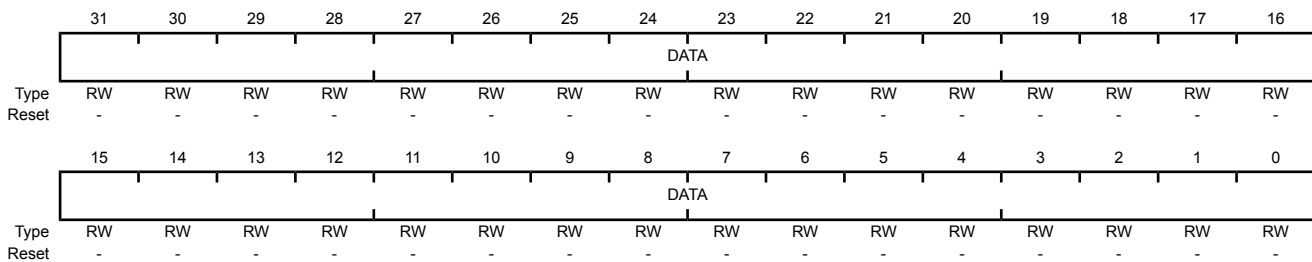 31 30 29 28 27 26 25 24 23 22 21 20 19 18 17 16
DATA
Type RW RW RW RW RW RW RW RW RW RW RW RW RW RW RW RW
Reset - - - - - - - - - - - - - - - -
15 14 13 12 11 10 9 8 7 6 5 4 3 2 1 0
DATA
Type RW RW RW RW RW RW RW RW RW RW RW RW RW RW RW RW
Reset - - - - - - - - - - - - - - - -